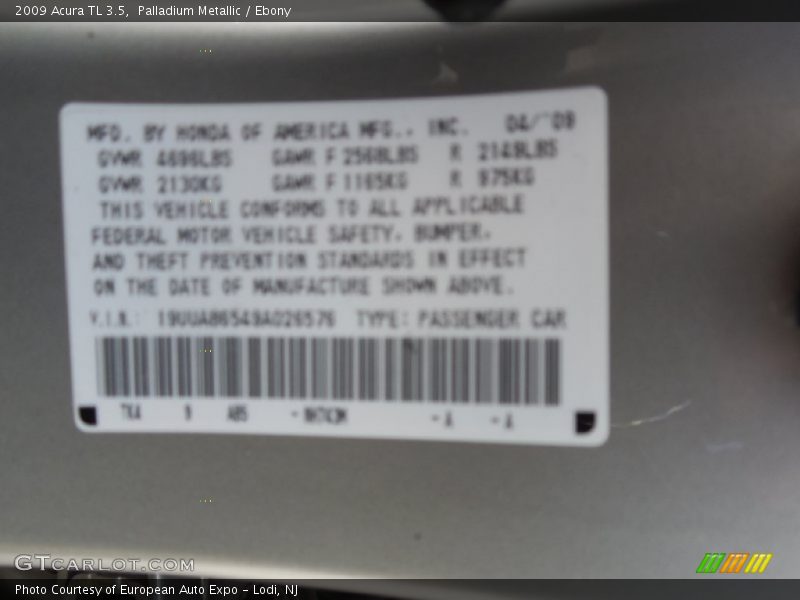 2009 Acura TL 3.5,  Palladium Metallic / Ebony
MFD. BY HONDA OF AMERICA MFG., INC. 04/'09
GVWR 4696LBS GAWR F 2568LBS R 2149LBS
GVWR 2130KG GAWR F 1165KG R 975KG
THIS VEHICLE CONFORMS TO ALL APPLICABLE
FEDERAL MOTOR VEHICLE SAFETY, BUMPER,
AND THEFT PREVENTION STANDARDS IN EFFECT
ON THE DATE OF MANUFACTURE SHOWN ABOVE.
V.I.N.: 19UUA86549A026576 TYPE: PASSENGER CAR
TK4 - A - A
GTCARLOT.COM
Photo Courtesy of European Auto Expo - Lodi, NJ